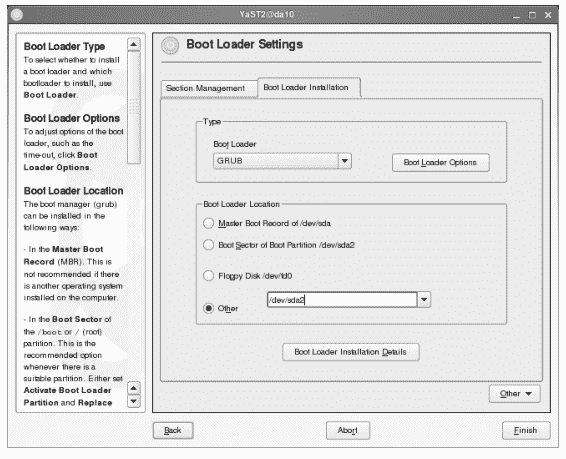 YaST2@da10
Boot Loader Type
To select whether to install
a boot loader and which
bootloader to install, use
Boot Loader.
Boot Loader Options
To adjust options of the boot
loader, such as the
time-out, click Boot
Loader Options.
Boot Loader Location
The boot manager (grub)
can be installed in the
following ways:
- In the Master Boot
Record (MBR). This is
not recommended if there
is another operating system
installed on the computer.
- In the Boot Sector of
the /boot or / (root)
partition. This is the
recommended option
whenever there is a
suitable partition. Either set
Activate Boot Loader
Partition and Replace
Boot Loader Settings
Section Management
Boot Loader Installation
Type
Boot Loader
GRUB
Boot Loader Options
Boot Loader Location
Master Boot Record of /dev/sda
Boot Sector of Boot Partition /dev/sda2
Floppy Disk /dev/fd0
Other
/dev/sda2
Boot Loader Installation Details
Other
Back
Abort
Finish